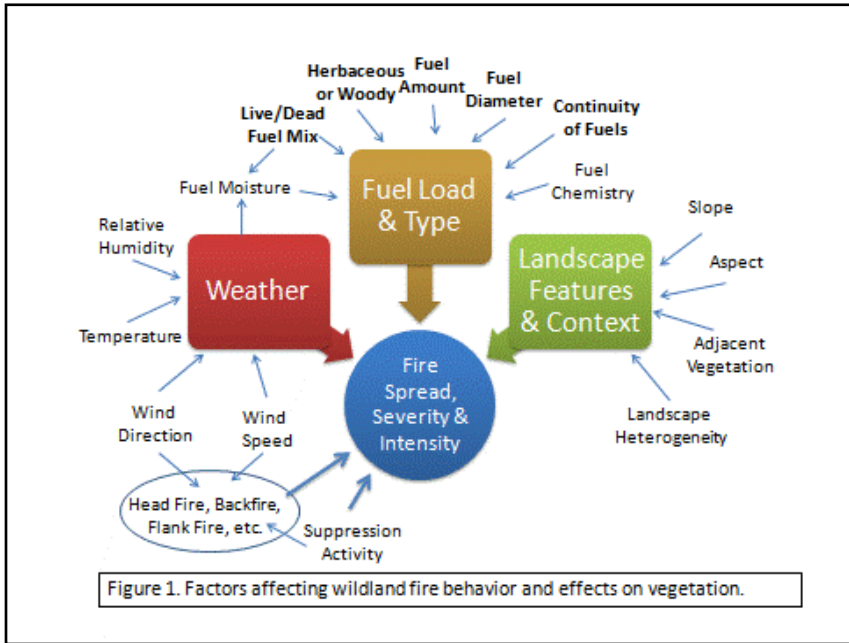 Herbaceous
or Woody
Fuel
Amount
Fuel
Diameter
Continuity
of Fuels
Live/Dead
Fuel Mix
Fuel Moisture
Fuel Load
& Type
Fuel
Chemistry
Slope
Relative
Humidity
Weather
Landscape
Features
& Context
Aspect
Temperature
Adjacent
Vegetation
Fire
Spread,
Severity &
Intensity
Wind
Direction
Wind
Speed
Landscape
Heterogeneity
Head Fire, Backfire,
Flank Fire, etc.
Suppression
Activity
Figure 1. Factors affecting wildland fire behavior and effects on vegetation.